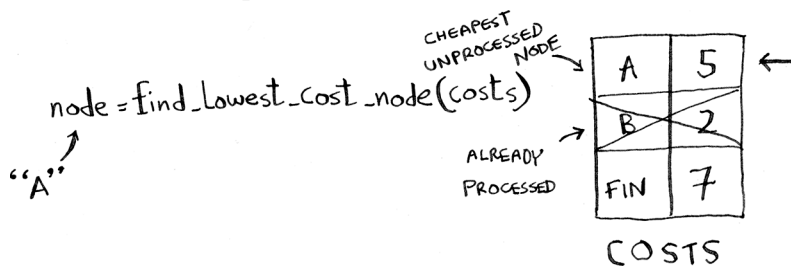 CHEAPEST
UNPROCESSED
NODE
node = find_lowest_cost_node(costs)
"A"
ALREADY
PROCESSED
A 5
B 2
FIN 7
COSTS